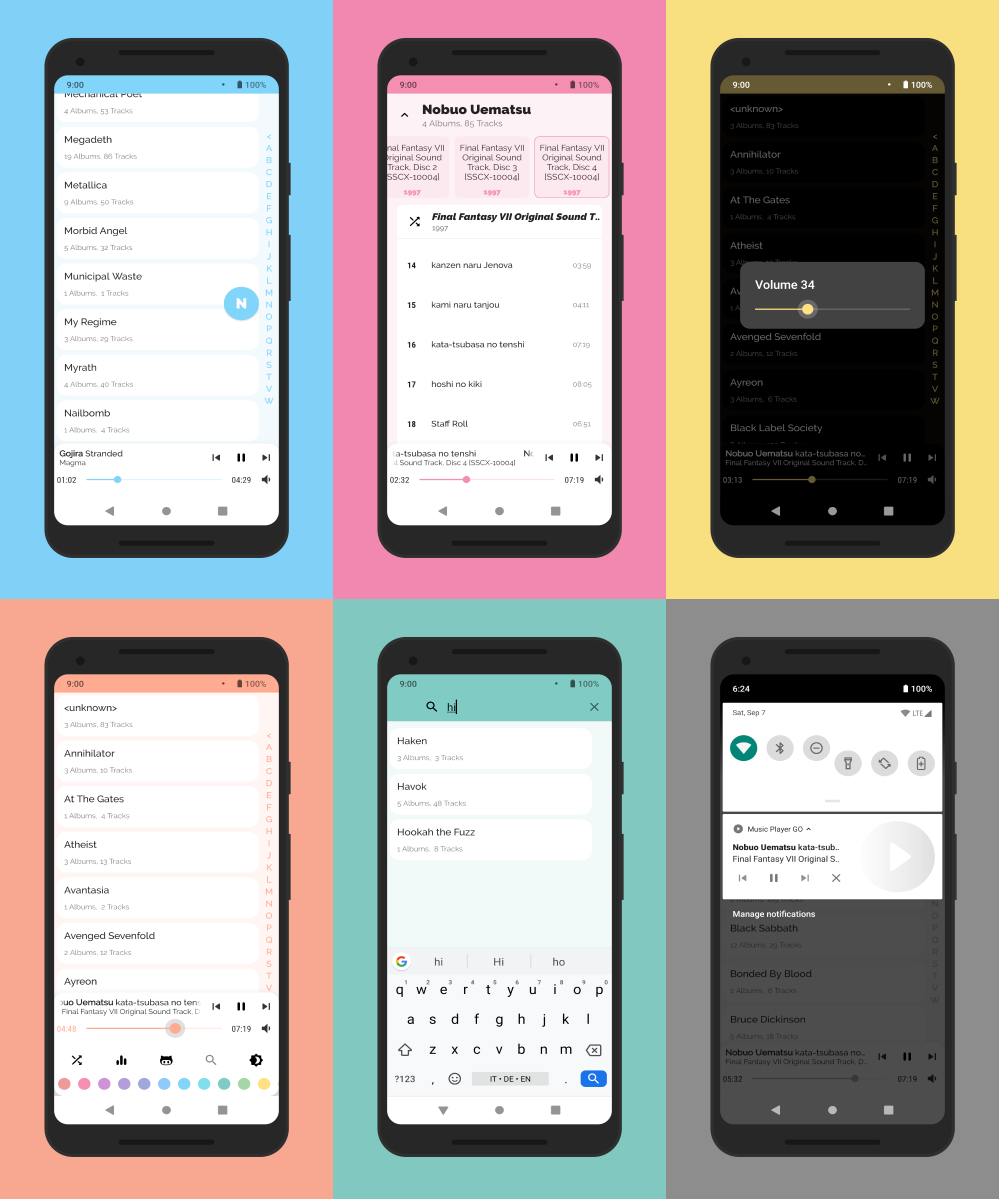 9:00
100%
Mechanical Poet
4 Albums, 53 Tracks
Megadeth
19 Albums, 86 Tracks
Metallica
9 Albums, 50 Tracks
Morbid Angel
5 Albums, 32 Tracks
Municipal Waste
1 Albums, 1 Tracks
N
My Regime
3 Albums, 29 Tracks
Myrath
4 Albums, 40 Tracks
Nailbomb
1 Albums, 4 Tracks
<
A
B
C
D
E
F
G
H
I
J
K
L
M
N
O
P
Q
R
S
T
V
W
Gojira Stranded
Magma
01:02
04:29
9:00
100%
Nobuo Uematsu
4 Albums, 85 Tracks
nal Fantasy VII
Original Sound
Track, Disc 2
[SSCX-10004]
Final Fantasy VII
Original Sound
Track, Disc 3
[SSCX-10004]
1997
Final Fantasy VII
Original Sound
Track, Disc 4
[SSCX-10004]
1997
1997
Final Fantasy VII Original Sound T..
1997
14 kanzen naru Jenova 03:59
15 kami naru tanjou 04:11
16 kata-tsubasa no tenshi 07:19
17 hoshi no kiki 08:05
18 Staff Roll 06:51
ta-tsubasa no tenshi
al Sound Track, Disc 4 [SSCX-10004]
02:32
07:19
9:00
100%
<unknown>
3 Albums, 83 Tracks
Annihilator
3 Albums, 10 Tracks
At The Gates
1 Albums, 4 Tracks
Atheist
Volume 34
Avenged Sevenfold
2 Albums, 12 Tracks
Ayreon
3 Albums, 6 Tracks
Black Label Society
<
A
B
C
D
E
F
G
H
I
J
K
L
M
N
O
P
Q
R
S
T
V
W
Nobuo Uematsu kata-tsubasa no..
Final Fantasy VII Original Sound Track, D..
03:13
07:19
9:00
100%
<unknown>
3 Albums, 83 Tracks
Annihilator
3 Albums, 10 Tracks
At The Gates
1 Albums, 4 Tracks
Atheist
3 Albums, 13 Tracks
Avantasia
1 Albums, 2 Tracks
Avenged Sevenfold
2 Albums, 12 Tracks
Ayreon
<
A
B
C
D
E
F
G
H
I
J
K
L
M
N
O
P
Q
R
S
T
V
uo Uematsu kata-tsubasa no ten
Final Fantasy VII Original Sound Track, D
04:48
07:19
9:00
100%
hi
Haken
3 Albums, 3 Tracks
Havok
5 Albums, 48 Tracks
Hookah the Fuzz
1 Albums, 8 Tracks
G hi Hi ho
q1 w2 e3 r4 t5 y6 u7 i8 o9 p0
a s d f g h j k l
z x c v b n m
?123 , IT • DE • EN .
6:24
100%
Sat, Sep 7
LTE
Music Player GO
Nobuo Uematsu kata-tsub..
Final Fantasy VII Original S..
Manage notifications
Black Sabbath
12 Albums, 29 Tracks
Bonded By Blood
2 Albums, 6 Tracks
Bruce Dickinson
3 Albums, 18 Tracks
N
O
P
Q
R
S
T
V
W
Nobuo Uematsu kata-tsubasa no..
Final Fantasy VII Original Sound Track, D..
05:32
07:19